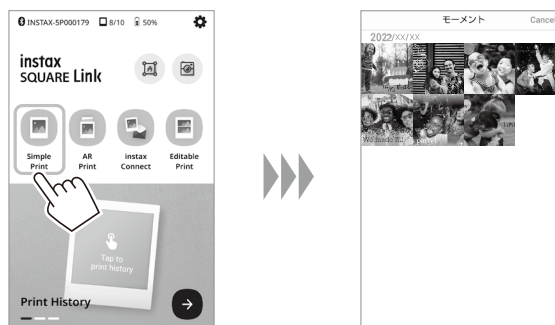 INSTAX-5P000179 8/10 50%
instax
SQUARE Link
Simple
Print
AR
Print
instax
Connect
Editable
Print
Tap to
print history
Print History
モーメント Cancel
2022/XX/XX
party!